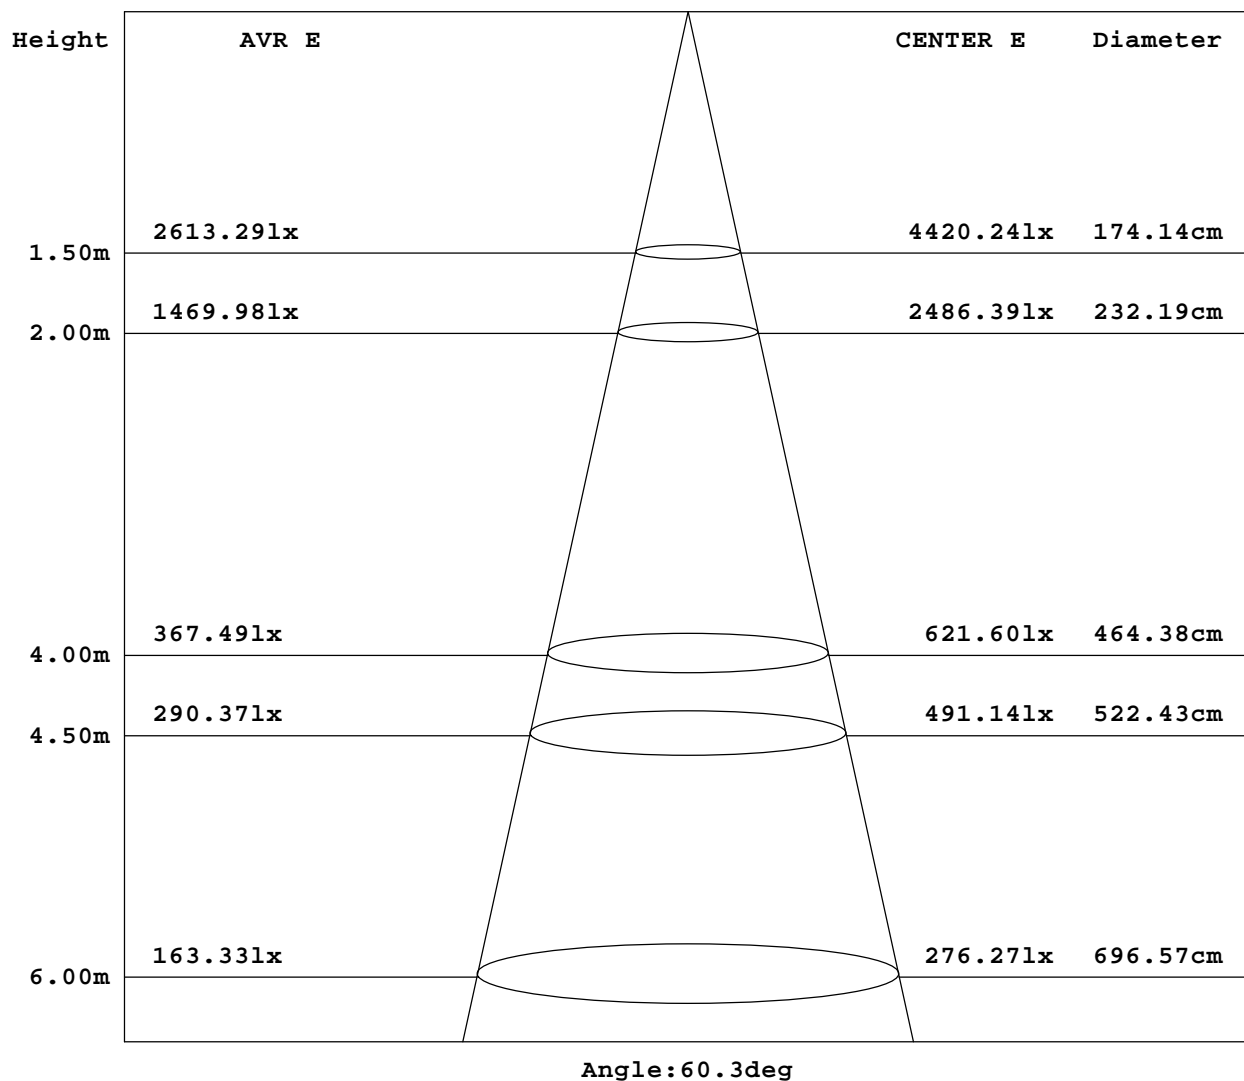 Height AVR E CENTER E Diameter
2613.29lx 4420.24lx 174.14cm
1.50m
1469.98lx 2486.39lx 232.19cm
2.00m
367.49lx 621.60lx 464.38cm
4.00m
290.37lx 491.14lx 522.43cm
4.50m
163.33lx 276.27lx 696.57cm
6.00m
Angle:60.3deg